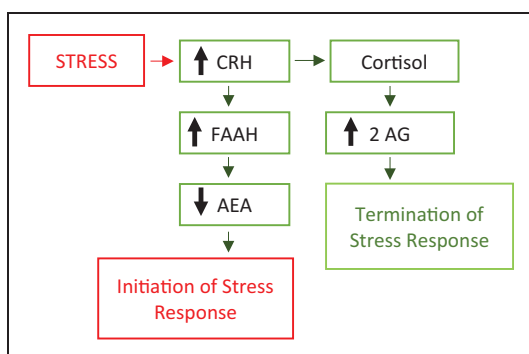 STRESS
CRH
Cortisol
FAAH
2 AG
AEA
Termination of
Stress Response
Initiation of Stress
Response